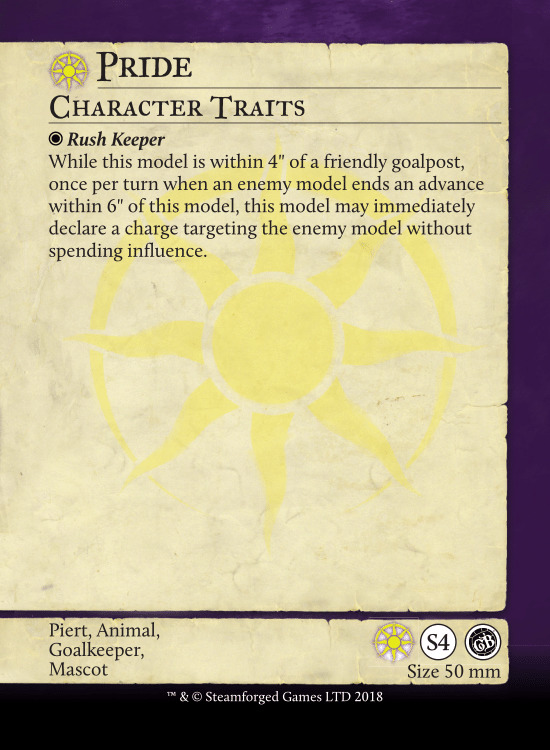 Pride
Character Traits
Rush Keeper
While this model is within 4" of a friendly goalpost,
once per turn when an enemy model ends an advance
within 6" of this model, this model may immediately
declare a charge targeting the enemy model without
spending influence.
Piert, Animal,
Goalkeeper,
Mascot
S4
GB
Size 50 mm
™ & © Steamforged Games LTD 2018